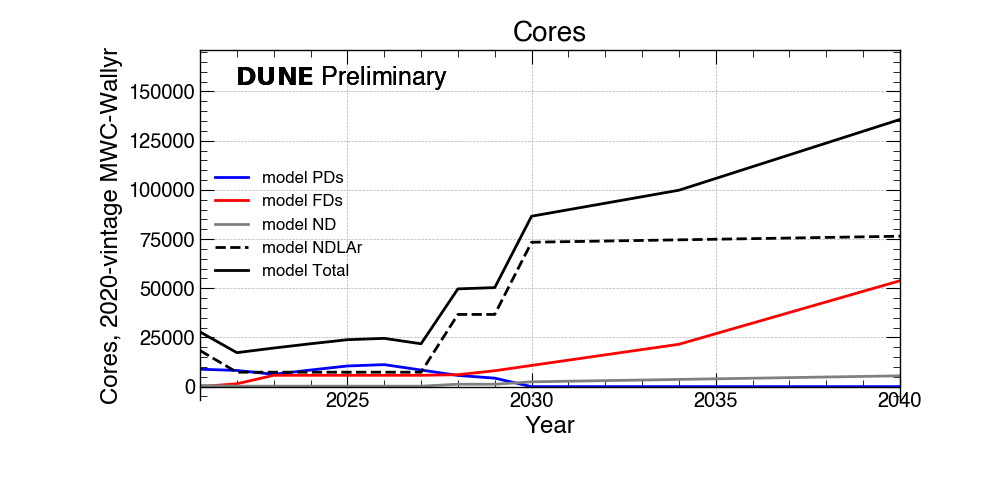 Cores
DUNE Preliminary
Cores, 2020-vintage MWC-Wallyr
150000
125000
100000
75000
50000
25000
0
model PDs
model FDs
model ND
model NDLAr
model Total
2025
2030
2035
2040
Year